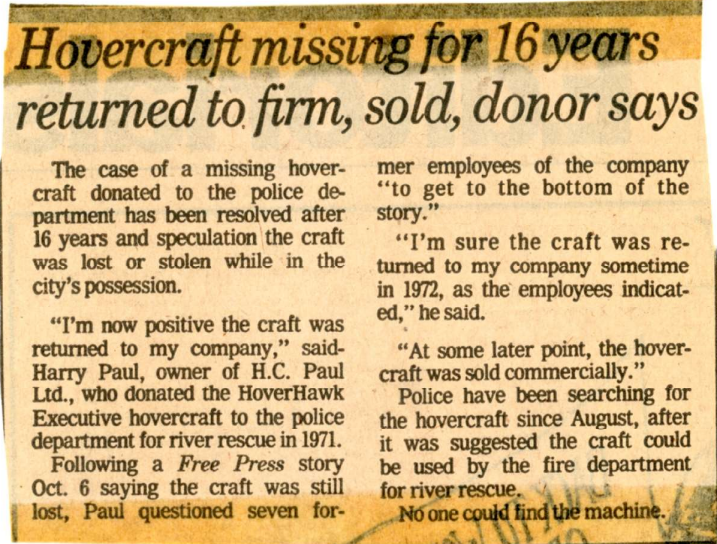 Hovercraft missing for 16 years
returned to firm, sold, donor says
The case of a missing hover-
craft donated to the police de-
partment has been resolved after
16 years and speculation the craft
was lost or stolen while in the
city's possession.
"I'm now positive the craft was
returned to my company," said-
Harry Paul, owner of H.C. Paul
Ltd., who donated the HoverHawk
Executive hovercraft to the police
department for river rescue in 1971.
Following a Free Press story
Oct. 6 saying the craft was still
lost, Paul questioned seven for-
mer employees of the company
"to get to the bottom of the
story."
"I'm sure the craft was re-
turned to my company sometime
in 1972, as the employees indicat-
ed," he said.
"At some later point, the hover-
craft was sold commercially."
Police have been searching for
the hovercraft since August, after
it was suggested the craft could
be used by the fire department
for river rescue.
No one could find the machine.